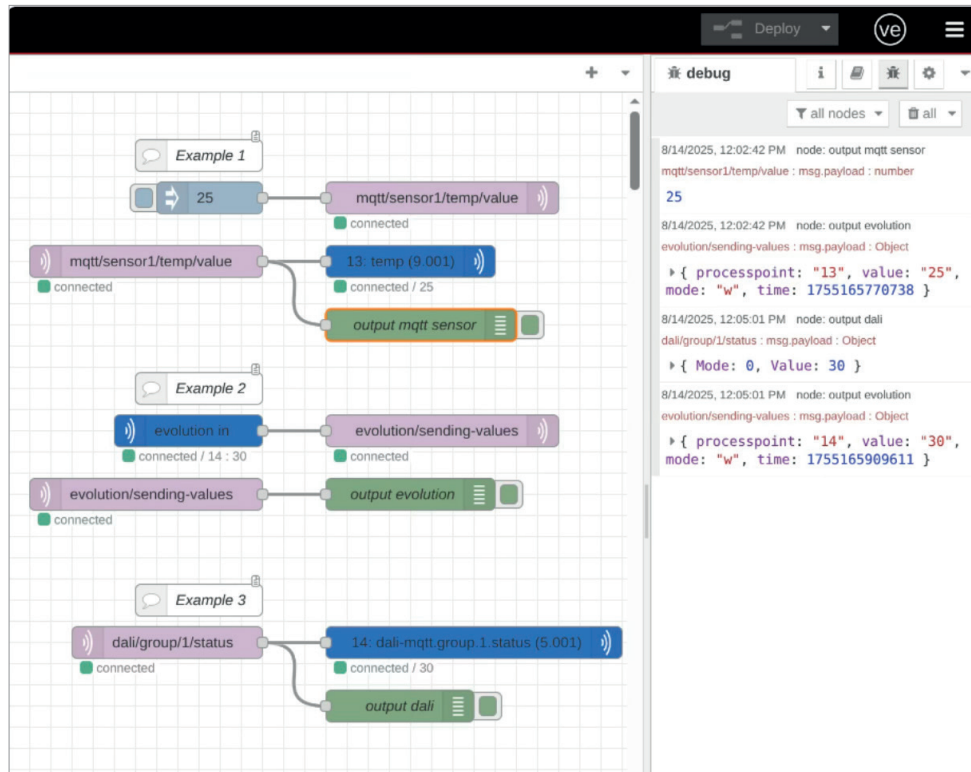 Deploy
ve
debug
i
all nodes
all
Example 1
25
mqtt/sensor1/temp/value
connected
mqtt/sensor1/temp/value
connected
13: temp (9.001)
connected / 25
output mqtt sensor
Example 2
evolution in
connected / 14 : 30
evolution/sending-values
connected
evolution/sending-values
connected
output evolution
Example 3
dali/group/1/status
connected
14: dali-mqtt.group.1.status (5.001)
connected / 30
output dali
8/14/2025, 12:02:42 PM node: output mqtt sensor
mqtt/sensor1/temp/value : msg.payload : number
25
8/14/2025, 12:02:42 PM node: output evolution
evolution/sending-values : msg.payload : Object
{ processpoint: "13", value: "25",
mode: "w", time: 1755165770738 }
8/14/2025, 12:05:01 PM node: output dali
dali/group/1/status : msg.payload : Object
{ Mode: 0, Value: 30 }
8/14/2025, 12:05:01 PM node: output evolution
evolution/sending-values : msg.payload : Object
{ processpoint: "14", value: "30",
mode: "w", time: 1755165909611 }